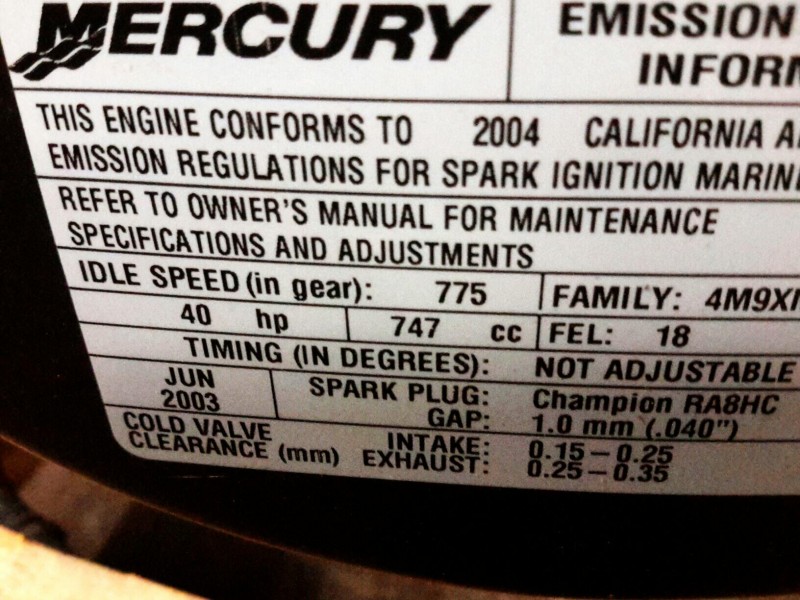 MERCURY
EMISSION
THIS ENGINE CONFORMS TO 2004 CALIFORNIA
EMISSION REGULATIONS FOR SPARK IGNITION
REFER TO OWNER'S MANUAL FOR MAINTENANCE
SPECIFICATIONS AND ADJUSTMENTS
IDLE SPEED (in gear): 775 FAMILY:
40 hp 747 cc FEL: 18
TIMING (IN DEGREES): NOT ADJUSTABLE
JUN 2003
SPARK PLUG: Champion RA8HC
GAP: 1.0 mm (.040")
COLD VALVE
CLEARANCE (mm)
INTAKE: 0.15 – 0.25
EXHAUST: 0.25 – 0.35